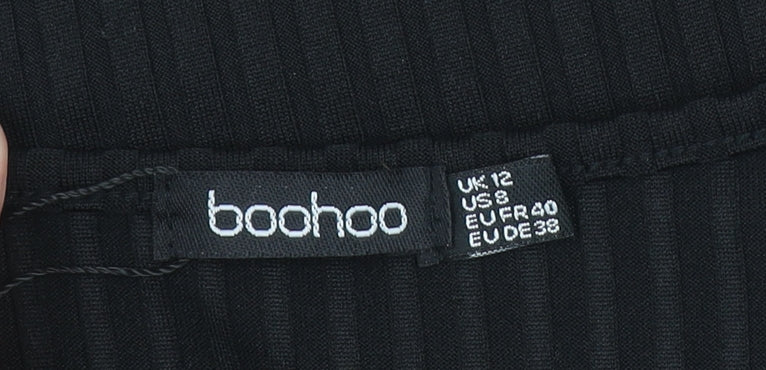 boohoo
UK 12
US 8
EU FR 40
EU DE 38